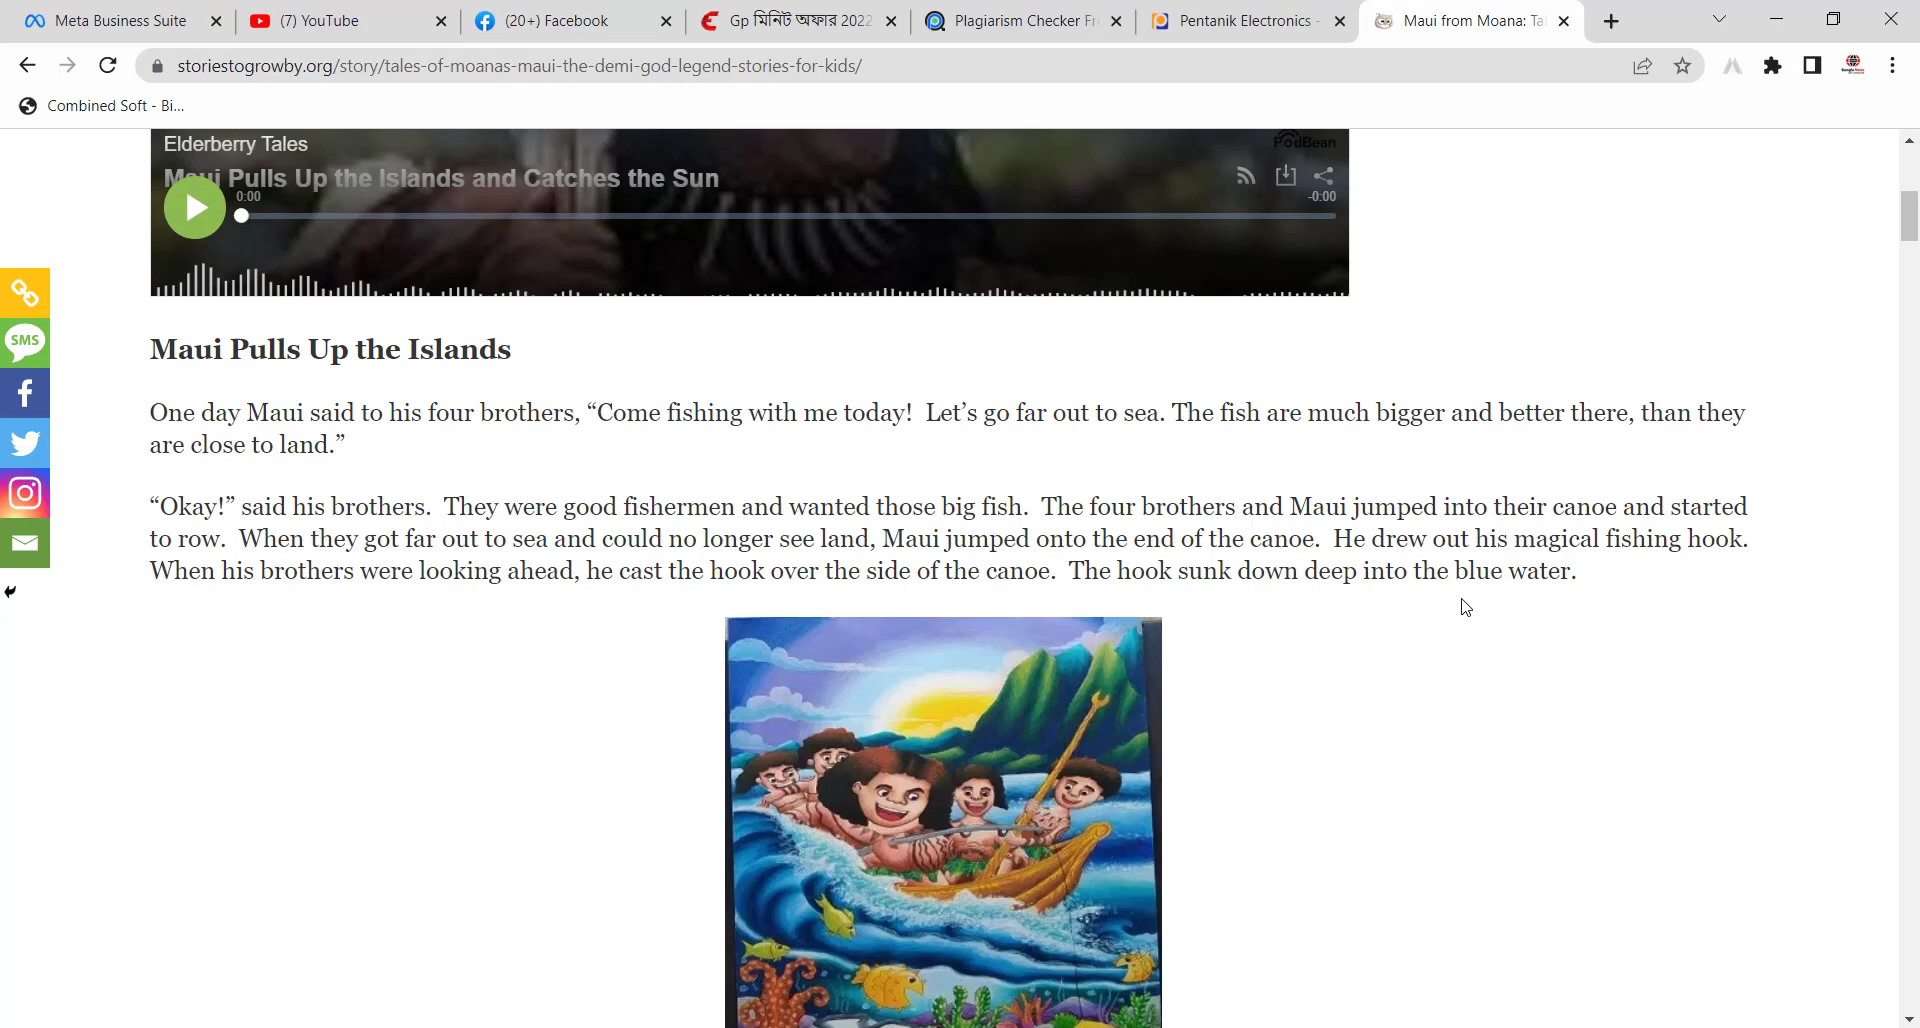 Meta Business Suite
(7) YouTube
(20+) Facebook
Gp মিনিট অফার 2022
Plagiarism Checker Fr
Pentanik Electronics -
Maui from Moana: Ta
storiestogrowby.org/story/tales-of-moanas-maui-the-demi-god-legend-stories-for-kids/
Combined Soft - Bi...
Elderberry Tales
PodBean
Maui Pulls Up the Islands and Catches the Sun
0:00
-0:00
SMS
Maui Pulls Up the Islands
One day Maui said to his four brothers, “Come fishing with me today!  Let’s go far out to sea. The fish are much bigger and better there, than they
are close to land.”
“Okay!” said his brothers.  They were good fishermen and wanted those big fish.  The four brothers and Maui jumped into their canoe and started
to row.  When they got far out to sea and could no longer see land, Maui jumped onto the end of the canoe.  He drew out his magical fishing hook.
When his brothers were looking ahead, he cast the hook over the side of the canoe.  The hook sunk down deep into the blue water.